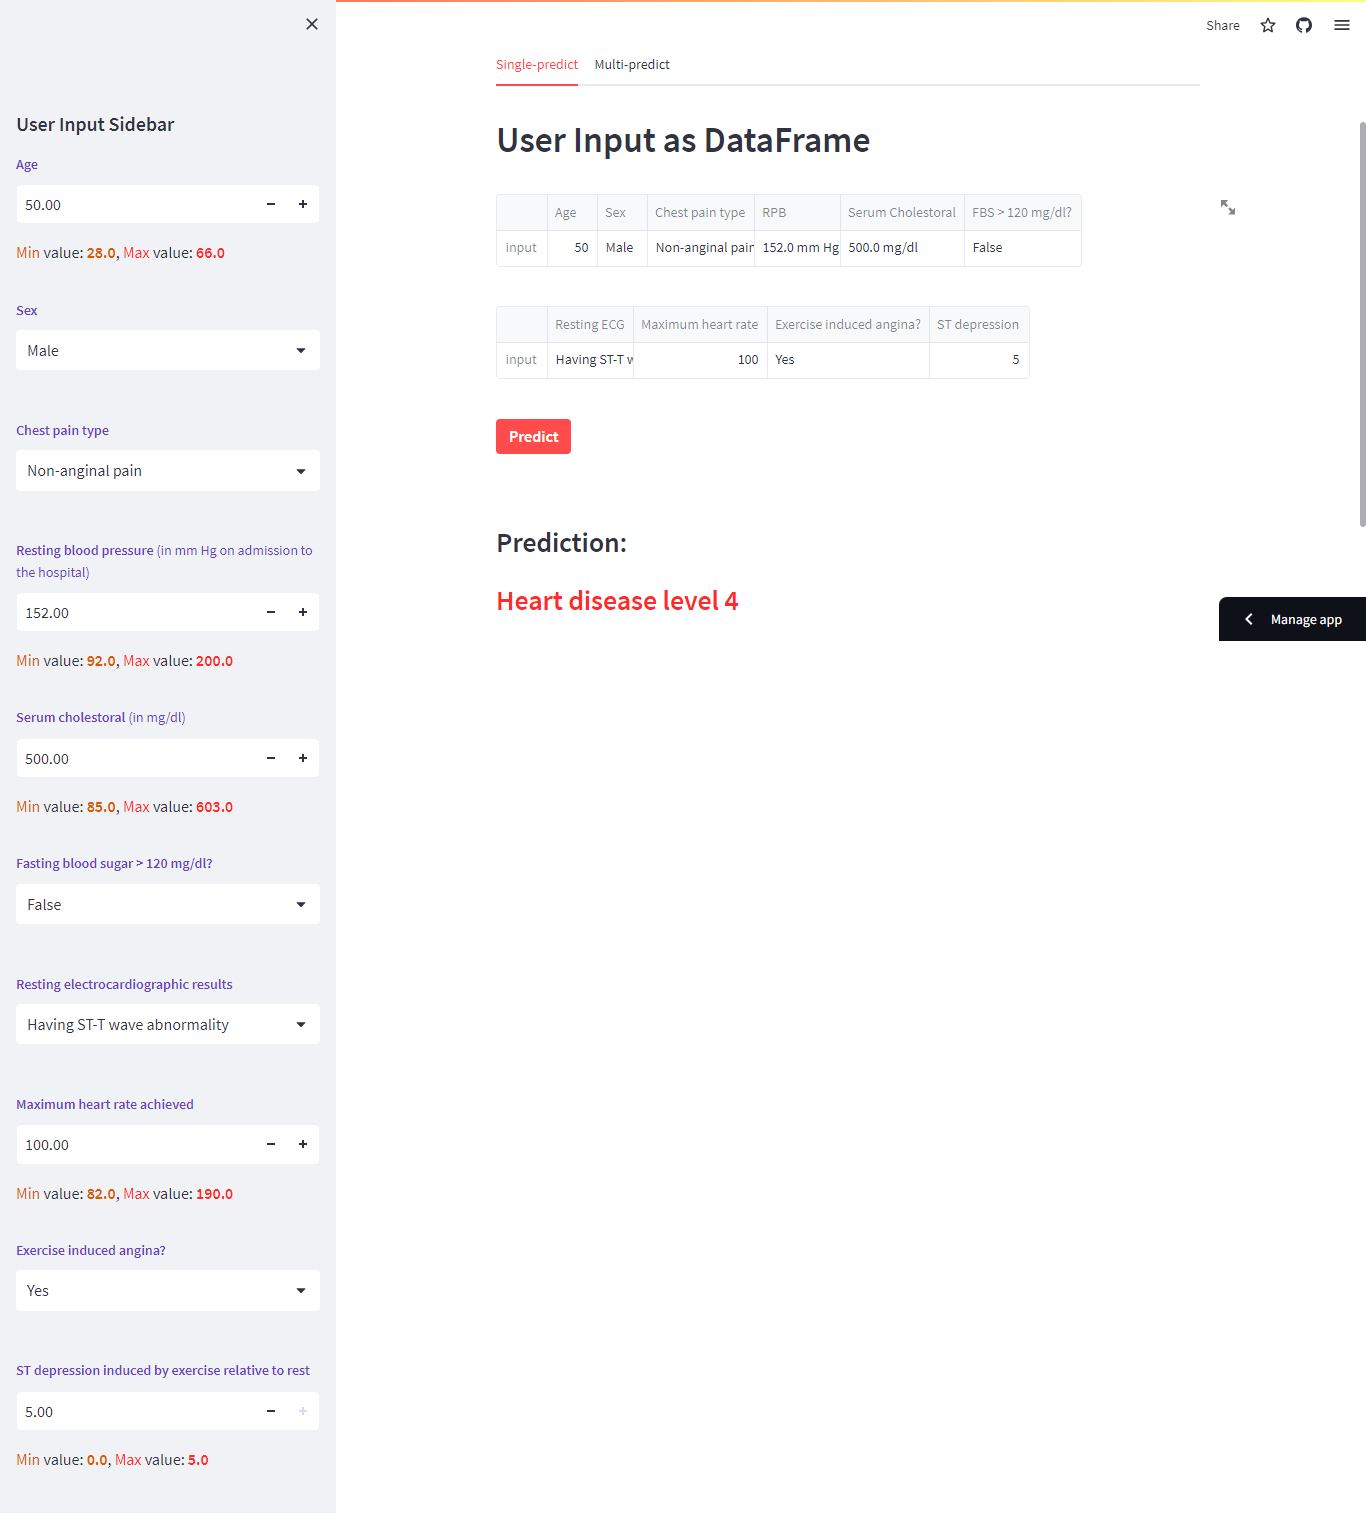 User Input Sidebar
Age
50.00
Min value: 28.0, Max value: 66.0
Sex
Male
Chest pain type
Non-anginal pain
Resting blood pressure (in mm Hg on admission to
the hospital)
152.00
Min value: 92.0, Max value: 200.0
Serum cholestoral (in mg/dl)
500.00
Min value: 85.0, Max value: 603.0
Fasting blood sugar > 120 mg/dl?
False
Resting electrocardiographic results
Having ST-T wave abnormality
Maximum heart rate achieved
100.00
Min value: 82.0, Max value: 190.0
Exercise induced angina?
Yes
ST depression induced by exercise relative to rest
5.00
Min value: 0.0, Max value: 5.0
Share
Single-predict Multi-predict
User Input as DataFrame
Age Sex Chest pain type RPB Serum Cholestoral FBS > 120 mg/dl?
input 50 Male Non-anginal pain 152.0 mm Hg 500.0 mg/dl False
Resting ECG Maximum heart rate Exercise induced angina? ST depression
input Having ST-T w 100 Yes 5
Predict
Prediction:
Heart disease level 4
Manage app